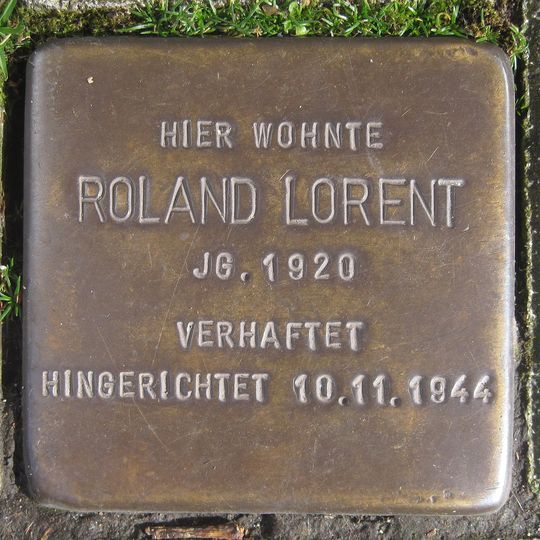 HIER WOHNTE
ROLAND LORENT
JG. 1920
VERHAFTET
HINGERICHTET 10.11.1944